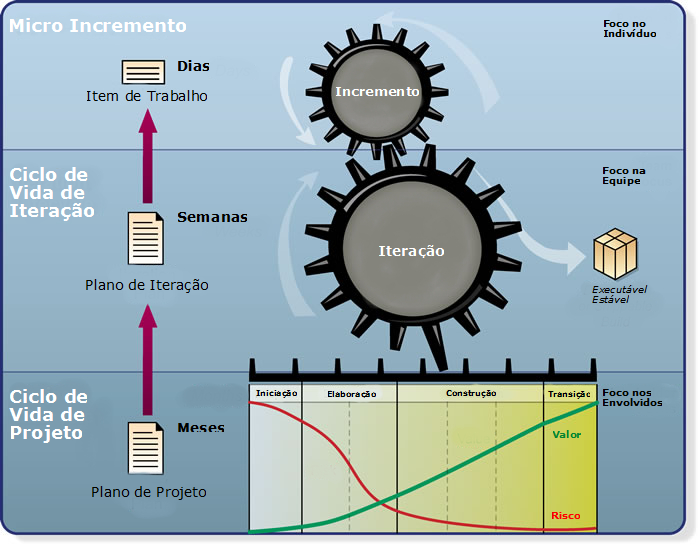 Micro Incremento
Foco no
Indivíduo
Dias
Item de Trabalho
Incremento
Ciclo de
Vida de
Iteração
Foco na
Equipe
Semanas
Plano de Iteração
Iteração
Executável
Estável
Ciclo de
Vida de
Projeto
Meses
Plano de Projeto
Iniciação
Elaboração
Construção
Transição
Foco nos
Envolvidos
Valor
Risco